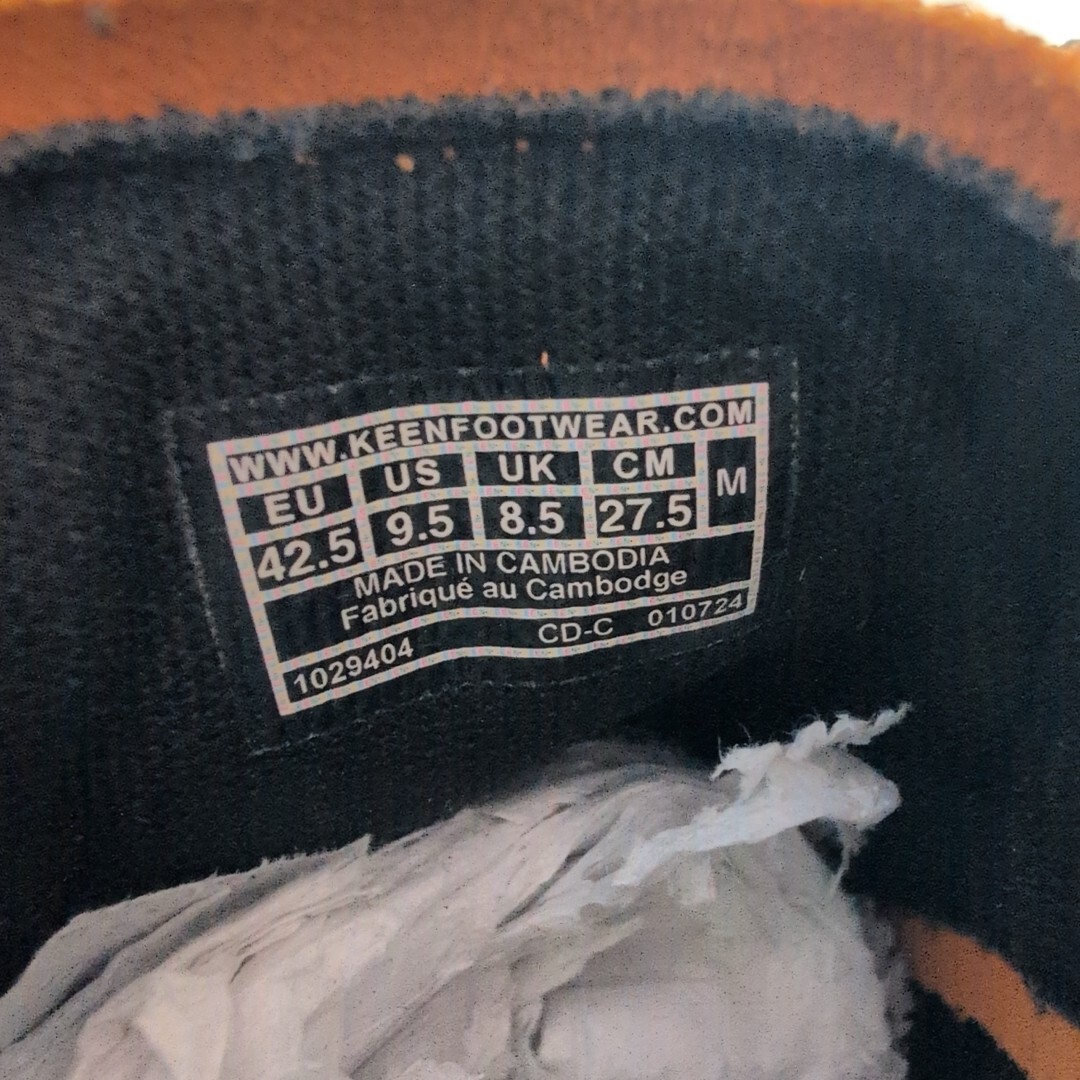 WWW.KEENFOOTWEAR.COM
EU US UK CM M
42.5 9.5 8.5 27.5
MADE IN CAMBODIA
Fabriqué au Cambodge
1029404 CD-C 010724